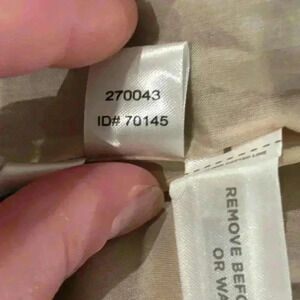 270043
ID# 70145
REMOVE BEFO
OR WA